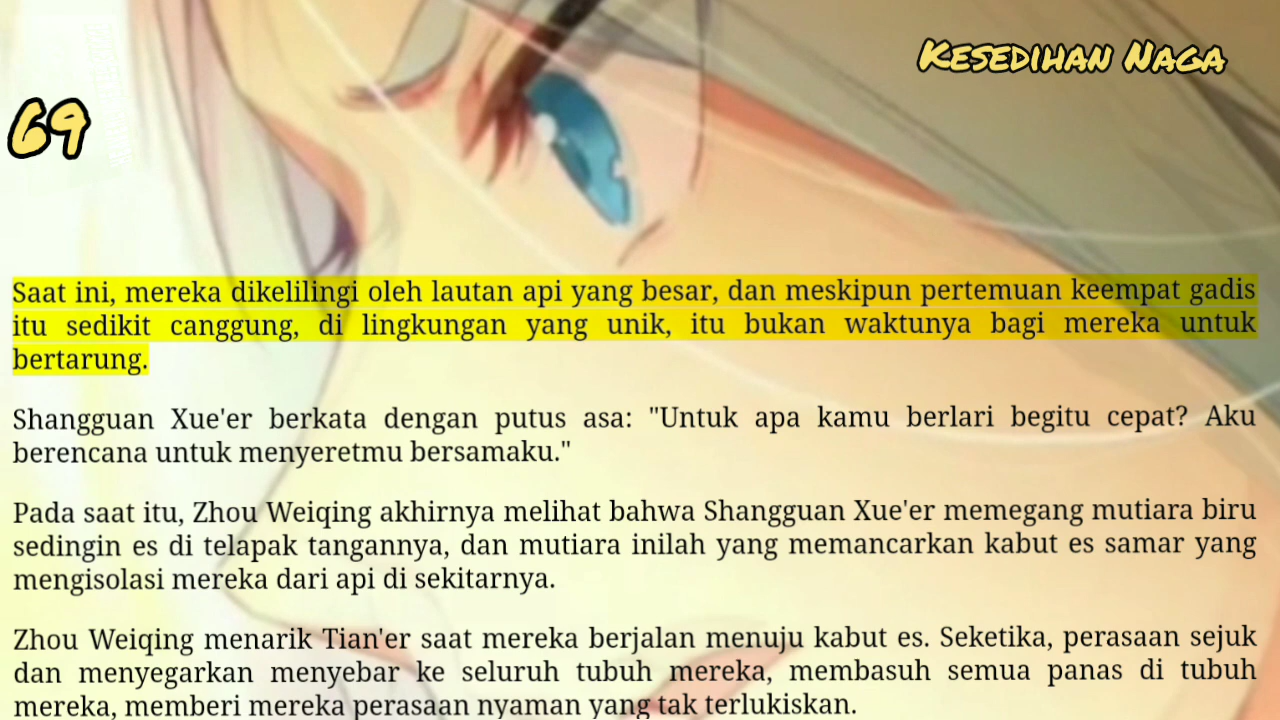 Kesedihan Naga
69
Saat ini, mereka dikelilingi oleh lautan api yang besar, dan meskipun pertemuan keempat gadis
itu sedikit canggung, di lingkungan yang unik, itu bukan waktunya bagi mereka untuk
bertarung.
Shangguan Xue'er berkata dengan putus asa: "Untuk apa kamu berlari begitu cepat? Aku
berencana untuk menyeretmu bersamaku."
Pada saat itu, Zhou Weiqing akhirnya melihat bahwa Shangguan Xue'er memegang mutiara biru
sedingin es di telapak tangannya, dan mutiara inilah yang memancarkan kabut es samar yang
mengisolasi mereka dari api di sekitarnya.
Zhou Weiqing menarik Tian'er saat mereka berjalan menuju kabut es. Seketika, perasaan sejuk
dan menyegarkan menyebar ke seluruh tubuh mereka, membasuh semua panas di tubuh
mereka, memberi mereka perasaan nyaman yang tak terlukiskan.